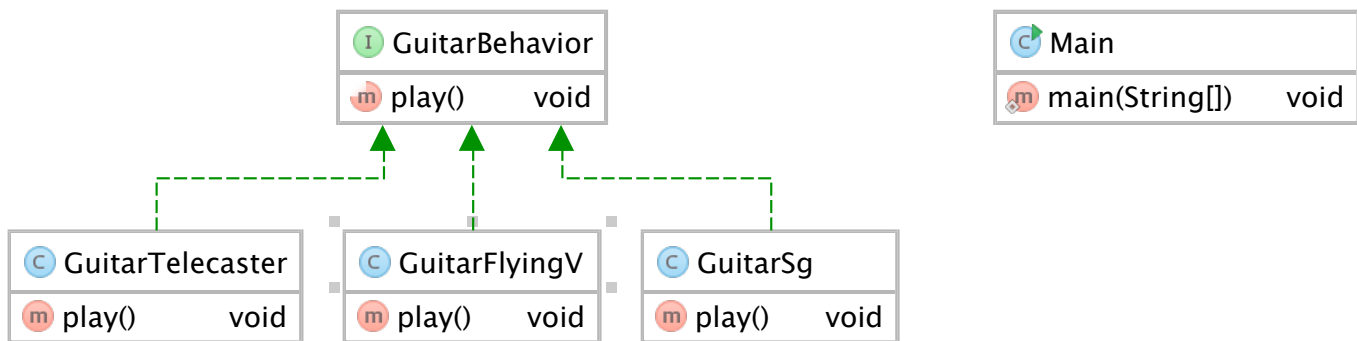 I GuitarBehavior
m play() void
C Main
m main(String[]) void
C GuitarTelecaster
m play() void
C GuitarFlyingV
m play() void
C GuitarSg
m play() void